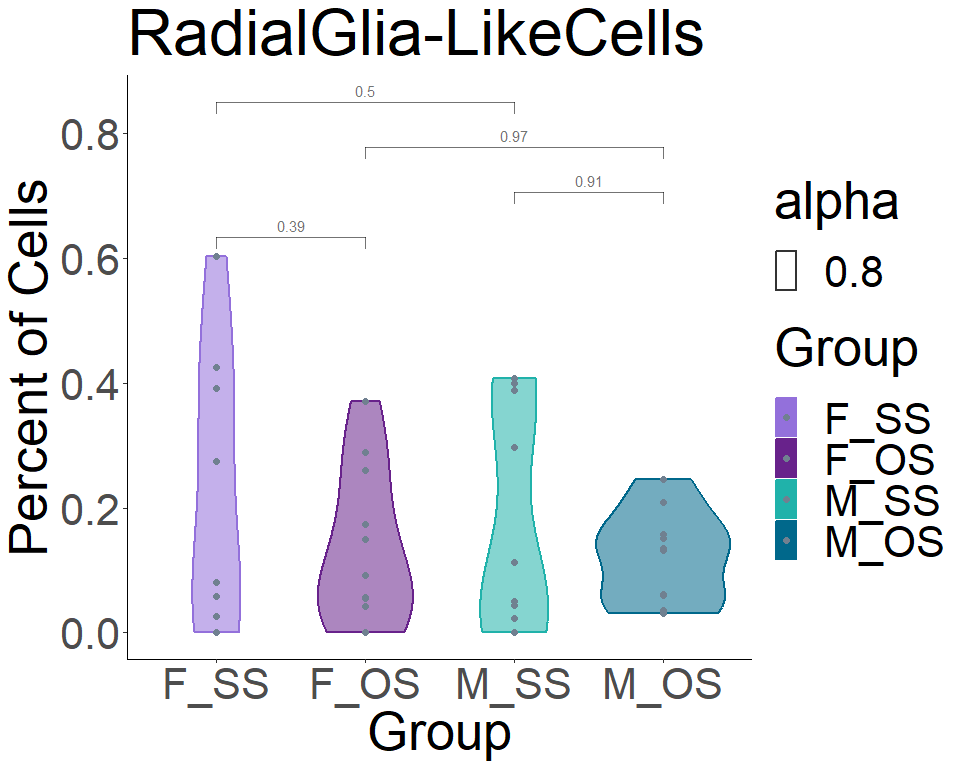 RadialGlia-LikeCells
0.5
0.97
0.91
0.39
Percent of Cells
0.8
0.6
0.4
0.2
0.0
F_SS F_OS M_SS M_OS
Group
alpha
0.8
Group
F_SS
F_OS
M_SS
M_OS